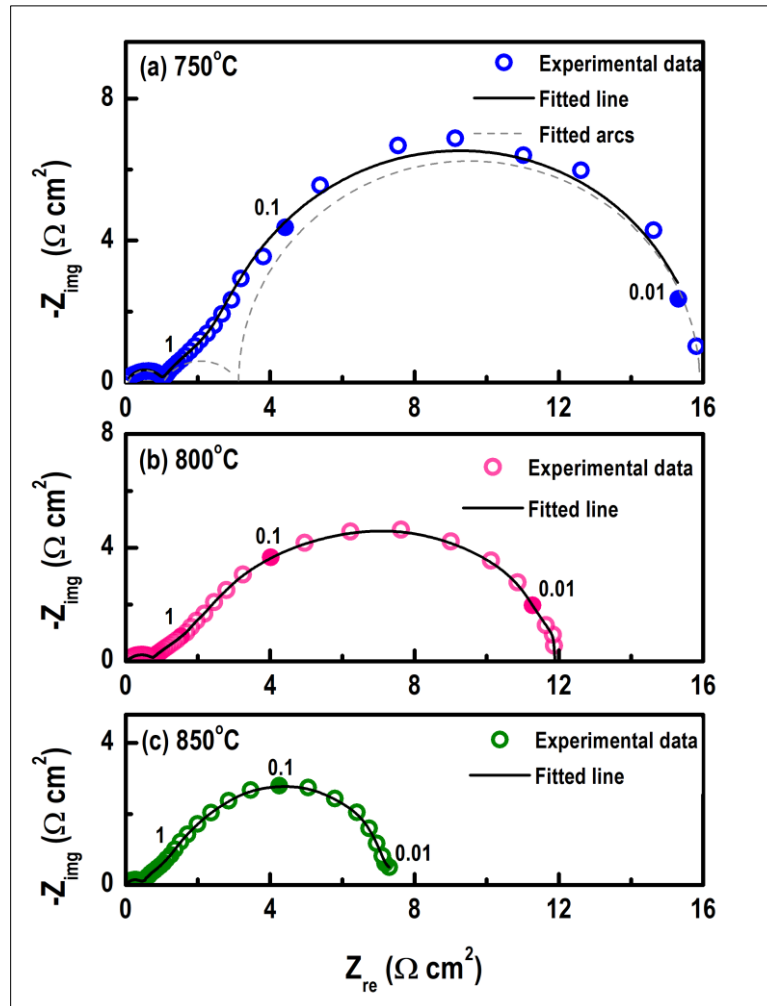 (a) 750°C
Experimental data
Fitted line
Fitted arcs
8
4
0
-Z_img (Ω cm²)
0.1
1
0.01
0 4 8 12 16
(b) 800°C
Experimental data
Fitted line
8
4
0
-Z_img (Ω cm²)
0.1
1
0.01
0 4 8 12 16
(c) 850°C
Experimental data
Fitted line
4
0
-Z_img (Ω cm²)
0.1
1
0.01
0 4 8 12 16
Z_re (Ω cm²)